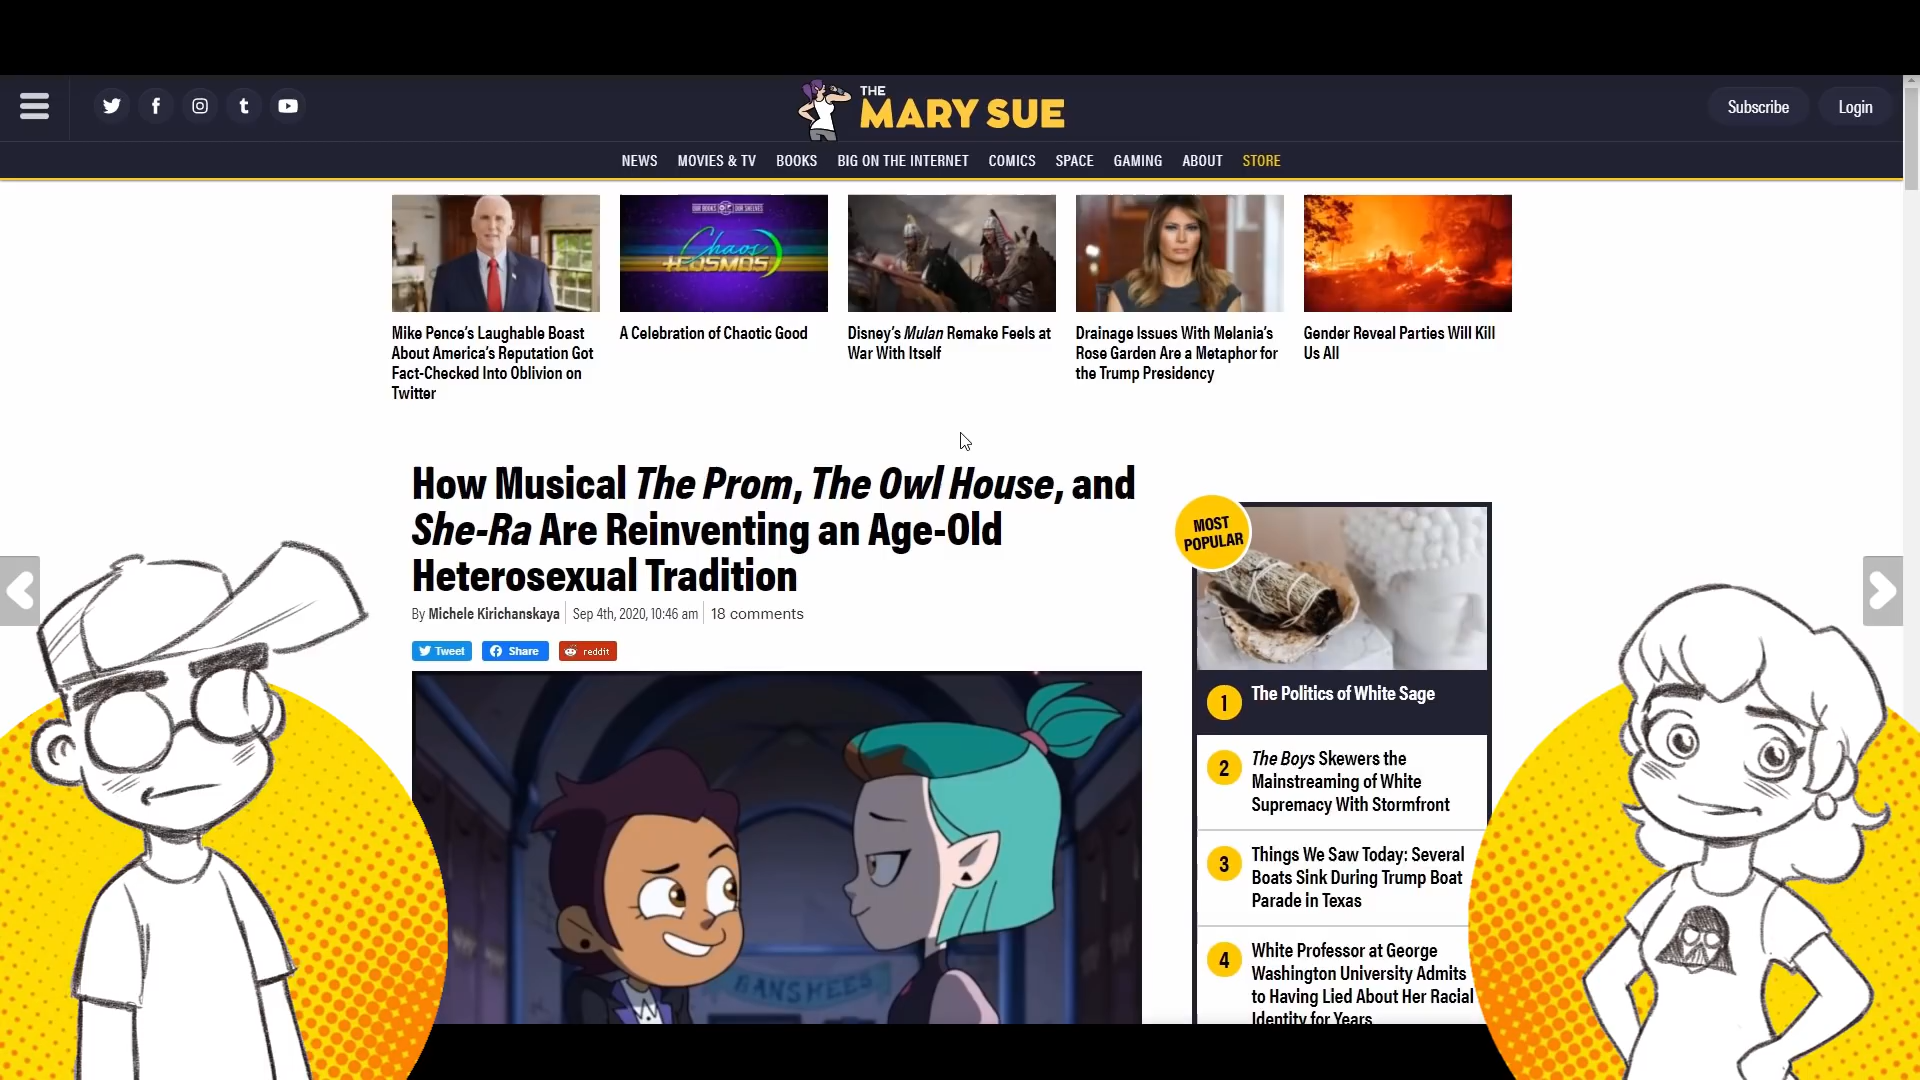 THE
MARY SUE
Subscribe
Login
NEWS
MOVIES & TV
BOOKS
BIG ON THE INTERNET
COMICS
SPACE
GAMING
ABOUT
STORE
OUR BOOKS OUR SHELVES
Chaos
+COSMOS
Mike Pence's Laughable Boast
About America's Reputation Got
Fact-Checked Into Oblivion on
Twitter
A Celebration of Chaotic Good
Disney's Mulan Remake Feels at
War With Itself
Drainage Issues With Melania's
Rose Garden Are a Metaphor for
the Trump Presidency
Gender Reveal Parties Will Kill
Us All
How Musical The Prom, The Owl House, and
She-Ra Are Reinventing an Age-Old
Heterosexual Tradition
By Michele Kirichanskaya
Sep 4th, 2020, 10:46 am
18 comments
Tweet
Share
reddit
BANSHEES
MOST
POPULAR
1
The Politics of White Sage
2
The Boys Skewers the
Mainstreaming of White
Supremacy With Stormfront
3
Things We Saw Today: Several
Boats Sink During Trump Boat
Parade in Texas
4
White Professor at George
Washington University Admits
to Having Lied About Her Racial
Identity for Years